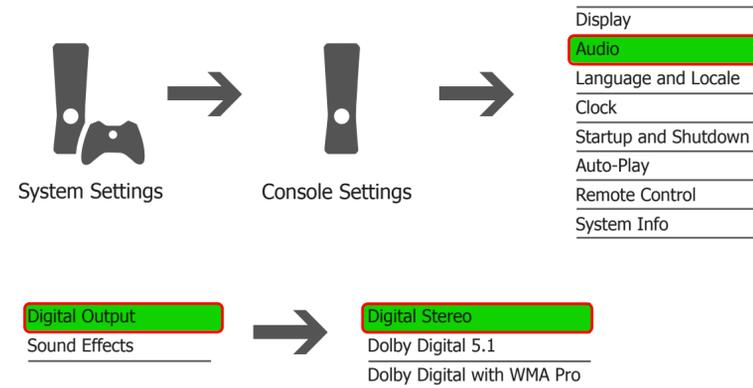 Display
Audio
Language and Locale
Clock
Startup and Shutdown
Auto-Play
Remote Control
System Info
System Settings
Console Settings
Digital Output
Sound Effects
Digital Stereo
Dolby Digital 5.1
Dolby Digital with WMA Pro